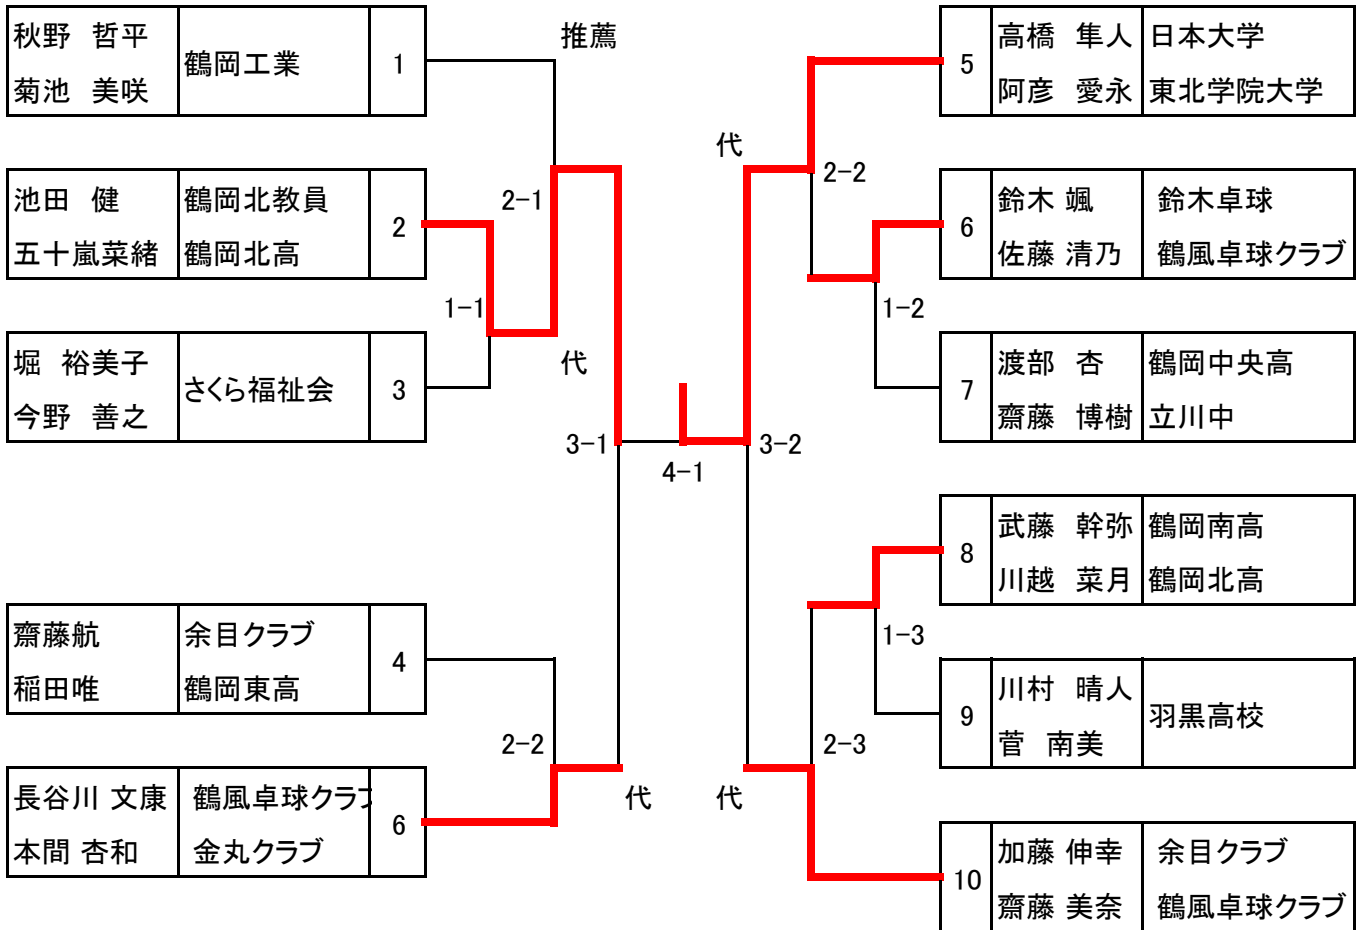 秋野 哲平
菊池 美咲
鶴岡工業
1
推薦
池田 健
五十嵐菜緒
鶴岡北教員
鶴岡北高
2
2-1
1-1
堀 裕美子
今野 善之
さくら福祉会
3
代
3-1
4-1
齋藤航
稲田唯
余目クラブ
鶴岡東高
4
2-2
長谷川 文康
本間 杏和
鶴風卓球クラブ
金丸クラブ
6
代
5
高橋 隼人
阿彦 愛永
日本大学
東北学院大学
代
2-2
6
鈴木 颯
佐藤 清乃
鈴木卓球
鶴風卓球クラブ
1-2
7
渡部 杏
齋藤 博樹
鶴岡中央高
立川中
3-2
8
武藤 幹弥
川越 菜月
鶴岡南高
鶴岡北高
1-3
9
川村 晴人
菅 南美
羽黒高校
2-3
代
10
加藤 伸幸
齋藤 美奈
余目クラブ
鶴風卓球クラブ